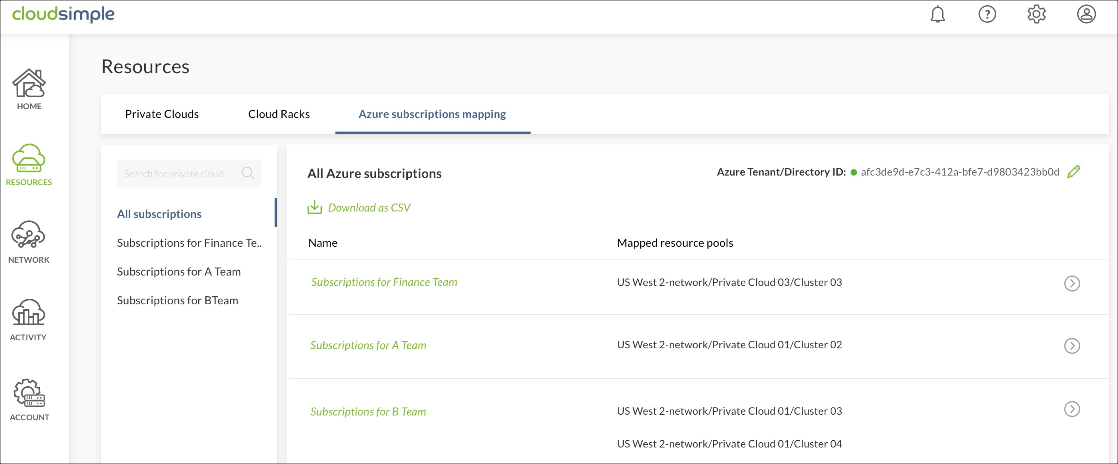 cloudsimple
HOME
RESOURCES
NETWORK
ACTIVITY
ACCOUNT
Resources
Private Clouds
Cloud Racks
Azure subscriptions mapping
Search for private cloud
All subscriptions
Subscriptions for Finance Te..
Subscriptions for A Team
Subscriptions for BTeam
All Azure subscriptions
Azure Tenant/Directory ID: afc3de9d-e7c3-412a-bfe7-d9803423bb0d
Download as CSV
Name Mapped resource pools
Subscriptions for Finance Team US West 2-network/Private Cloud 03/Cluster 03
Subscriptions for A Team US West 2-network/Private Cloud 01/Cluster 02
Subscriptions for B Team US West 2-network/Private Cloud 01/Cluster 03
US West 2-network/Private Cloud 01/Cluster 04